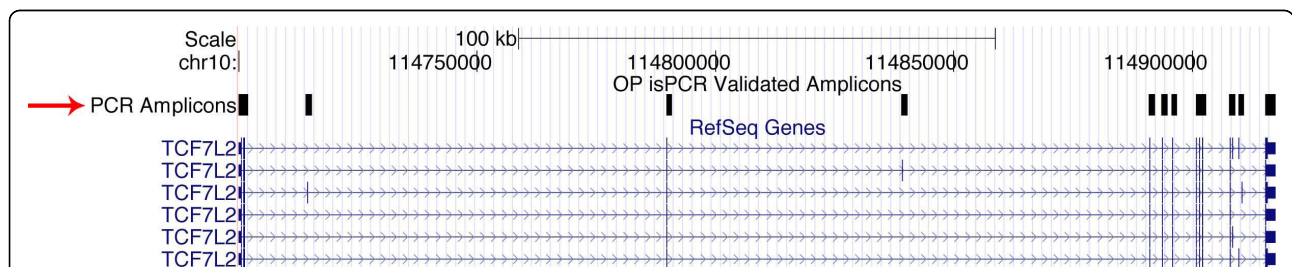 Scale 100 kb
chr10: 114750000 114800000 114850000 114900000
OP isPCR Validated Amplicons
PCR Amplicons
RefSeq Genes
TCF7L2
TCF7L2
TCF7L2
TCF7L2
TCF7L2
TCF7L2